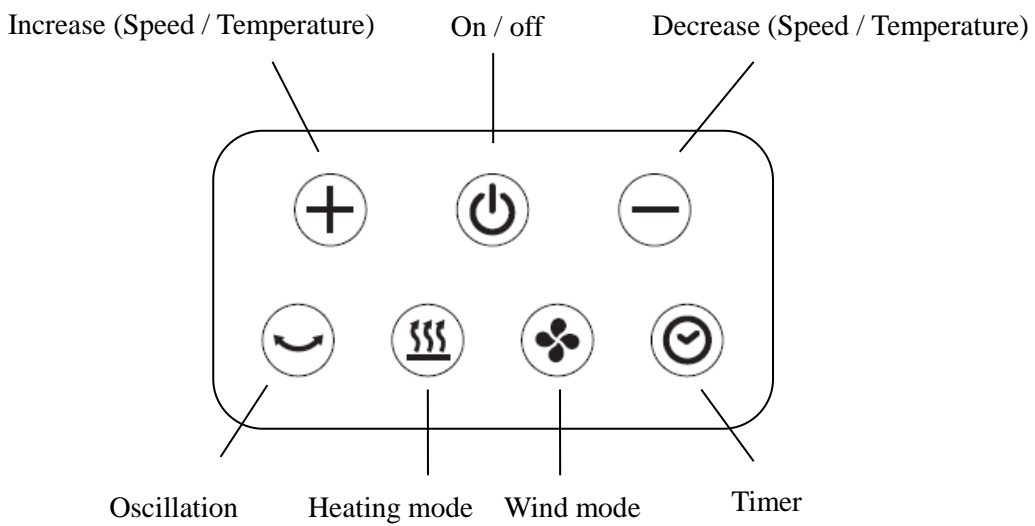 Increase (Speed / Temperature)
On / off
Decrease (Speed / Temperature)
Oscillation
Heating mode
Wind mode
Timer